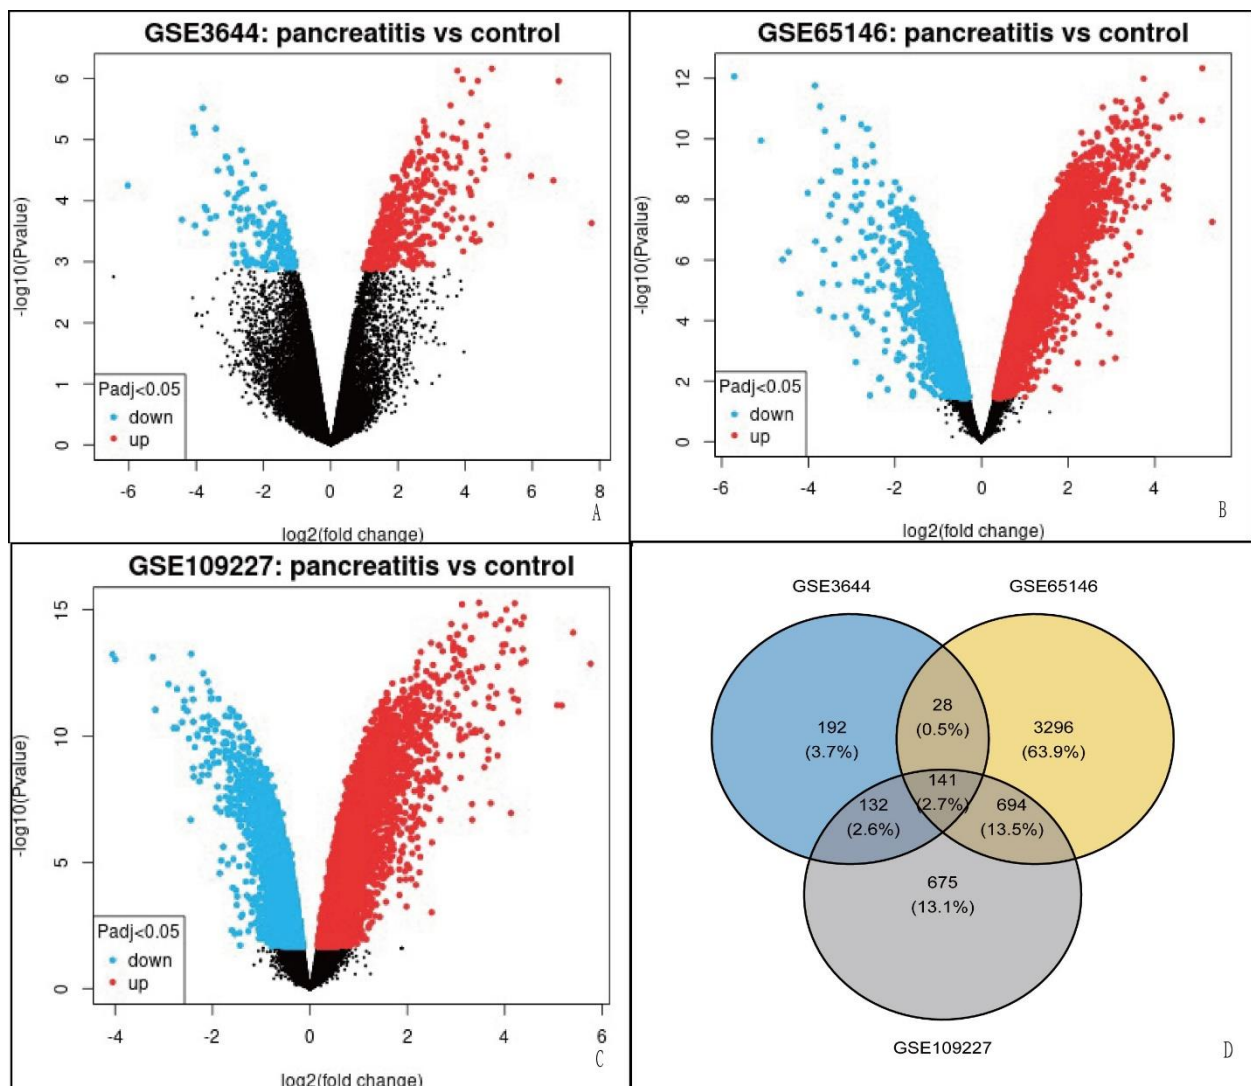 GSE3644: pancreatitis vs control
-log10(Pvalue)
6
5
4
3
2
1
0
Padj<0.05
down
up
-6 -4 -2 0 2 4 6 8
log2(fold change)
A
GSE65146: pancreatitis vs control
-log10(Pvalue)
12
10
8
6
4
2
0
Padj<0.05
down
up
-6 -4 -2 0 2 4
log2(fold change)
B
GSE109227: pancreatitis vs control
-log10(Pvalue)
15
10
5
0
Padj<0.05
down
up
-4 -2 0 2 4 6
log2(fold change)
C
GSE3644 GSE65146
192
(3.7%)
28
(0.5%)
3296
(63.9%)
141
(2.7%)
132
(2.6%)
694
(13.5%)
675
(13.1%)
GSE109227
D